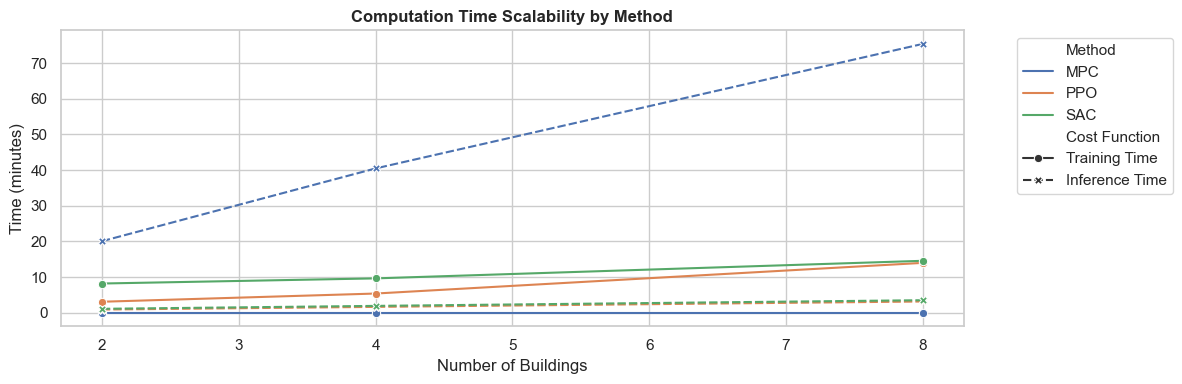 Computation Time Scalability by Method
Time (minutes)
70
60
50
40
30
20
10
0
2
3
4
5
6
7
8
Number of Buildings
Method
MPC
PPO
SAC
Cost Function
Training Time
Inference Time